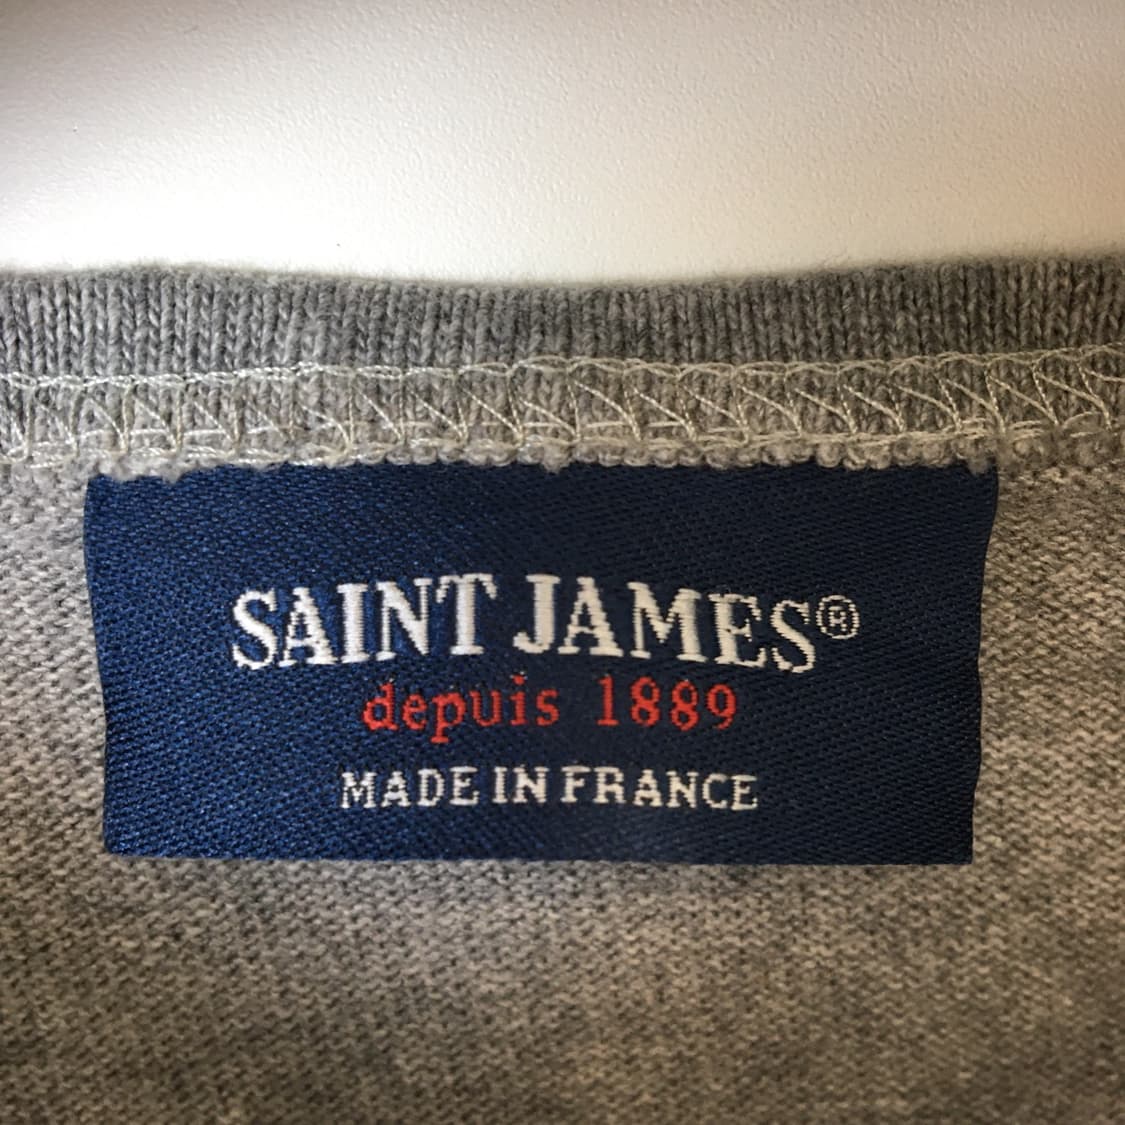 SAINT JAMES®
depuis 1889
MADE IN FRANCE